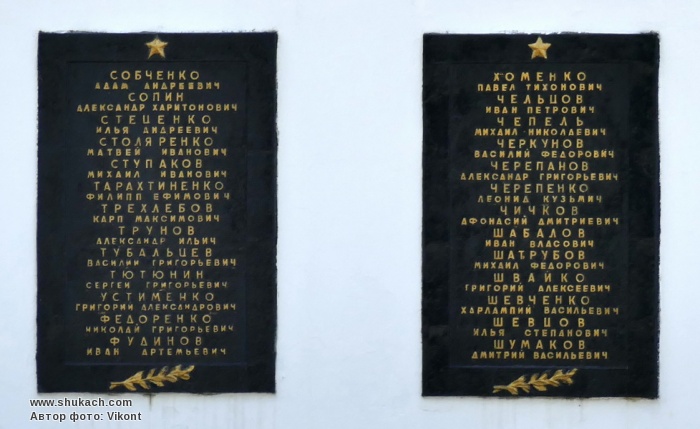 СОБЧЕНКО
АДАМ АНДРЕЕВИЧ
СОПИН
АЛЕКСАНДР ХАРИТОНОВИЧ
СТЕЦЕНКО
ИЛЬЯ АНДРЕЕВИЧ
СТОЛЯРЕНКО
МАТВЕЙ ИВАНОВИЧ
СТУПАКОВ
МИХАИЛ ИВАНОВИЧ
ТАРАХТИНЕНКО
ФИЛИПП ЕФИМОВИЧ
ТРЕХЛЕБОВ
КАРП МАКСИМОВИЧ
ТРУНОВ
АЛЕКСАНДР ИЛЬИЧ
ТУБАЛЬЦЕВ
ВАСИЛИЙ ГРИГОРЬЕВИЧ
ТЮТЮНИН
СЕРГЕЙ ГРИГОРЬЕВИЧ
УСТИМЕНКО
ГРИГОРИЙ АЛЕКСАНДРОВИЧ
ФЕДОРЕНКО
НИКОЛАЙ ГРИГОРЬЕВИЧ
ФУДИНОВ
ИВАН АРТЕМЬЕВИЧ
ХОМЕНКО
ПАВЕЛ ТИХОНОВИЧ
ЧЕЛЬЦОВ
ИВАН ПЕТРОВИЧ
ЧЕПЕЛЬ
МИХАИЛ НИКОЛАЕВИЧ
ЧЕРКУНОВ
ВАСИЛИЙ ФЕДОРОВИЧ
ЧЕРЕПАНОВ
АЛЕКСАНДР ГРИГОРЬЕВИЧ
ЧЕРЕПЕНКО
ЛЕОНИД КУЗЬМИЧ
ЧИЧКОВ
АФОНАСИЙ ДМИТРИЕВИЧ
ШАБАЛОВ
ИВАН ВЛАСОВИЧ
ШАТРУБОВ
МИХАИЛ ФЕДОРОВИЧ
ШВАЙКО
ГРИГОРИЙ АЛЕКСЕЕВИЧ
ШЕВЧЕНКО
ХАРЛАМПИЙ ВАСИЛЬЕВИЧ
ШЕВЦОВ
ИЛЬЯ СТЕПАНОВИЧ
ШУМАКОВ
ДМИТРИЙ ВАСИЛЬЕВИЧ
www.shukach.com
Автор фото: Vikont